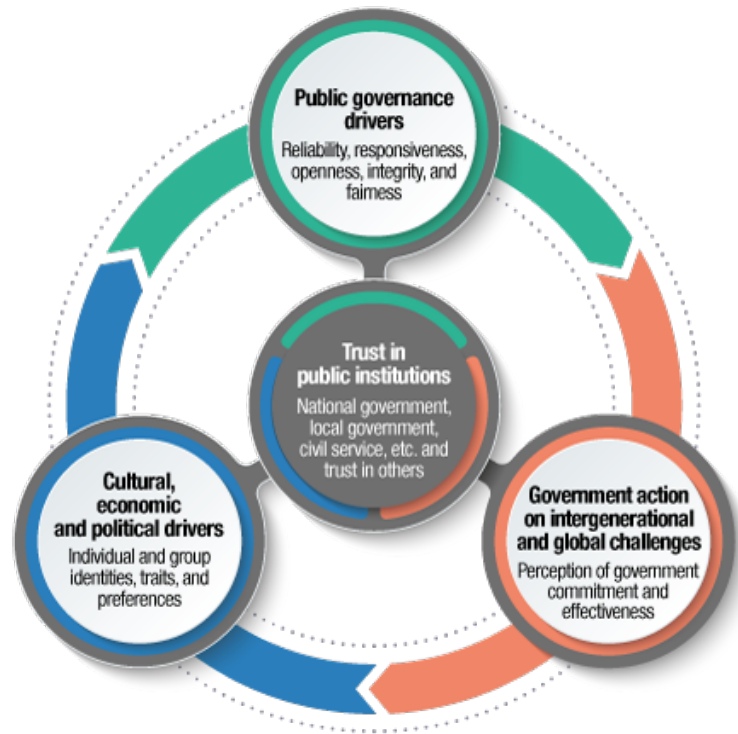 Public governance
drivers
Reliability, responsiveness,
openness, integrity, and
fairness
Trust in
public institutions
National government,
local government,
civil service, etc. and
trust in others
Cultural,
economic
and political drivers
Individual and group
identities, traits, and
preferences
Government action
on intergenerational
and global challenges
Perception of government
commitment and
effectiveness